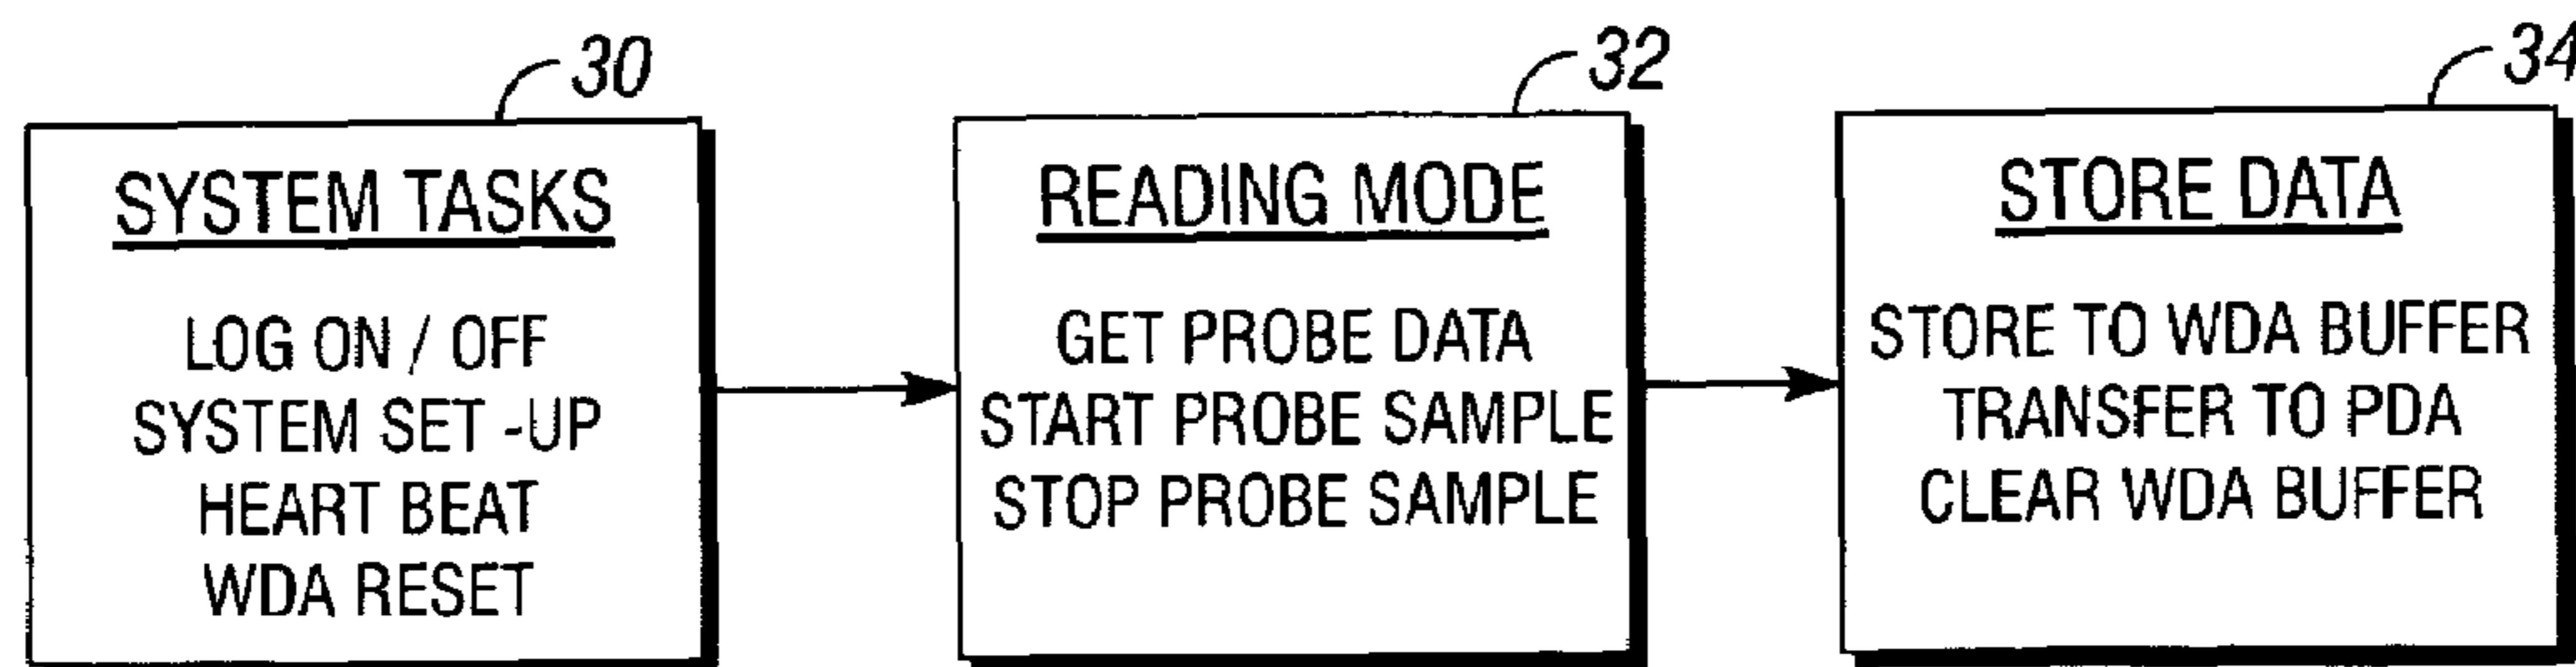 30
SYSTEM TASKS
LOG ON / OFF
SYSTEM SET -UP
HEART BEAT
WDA RESET
32
READING MODE
GET PROBE DATA
START PROBE SAMPLE
STOP PROBE SAMPLE
34
STORE DATA
STORE TO WDA BUFFER
TRANSFER TO PDA
CLEAR WDA BUFFER